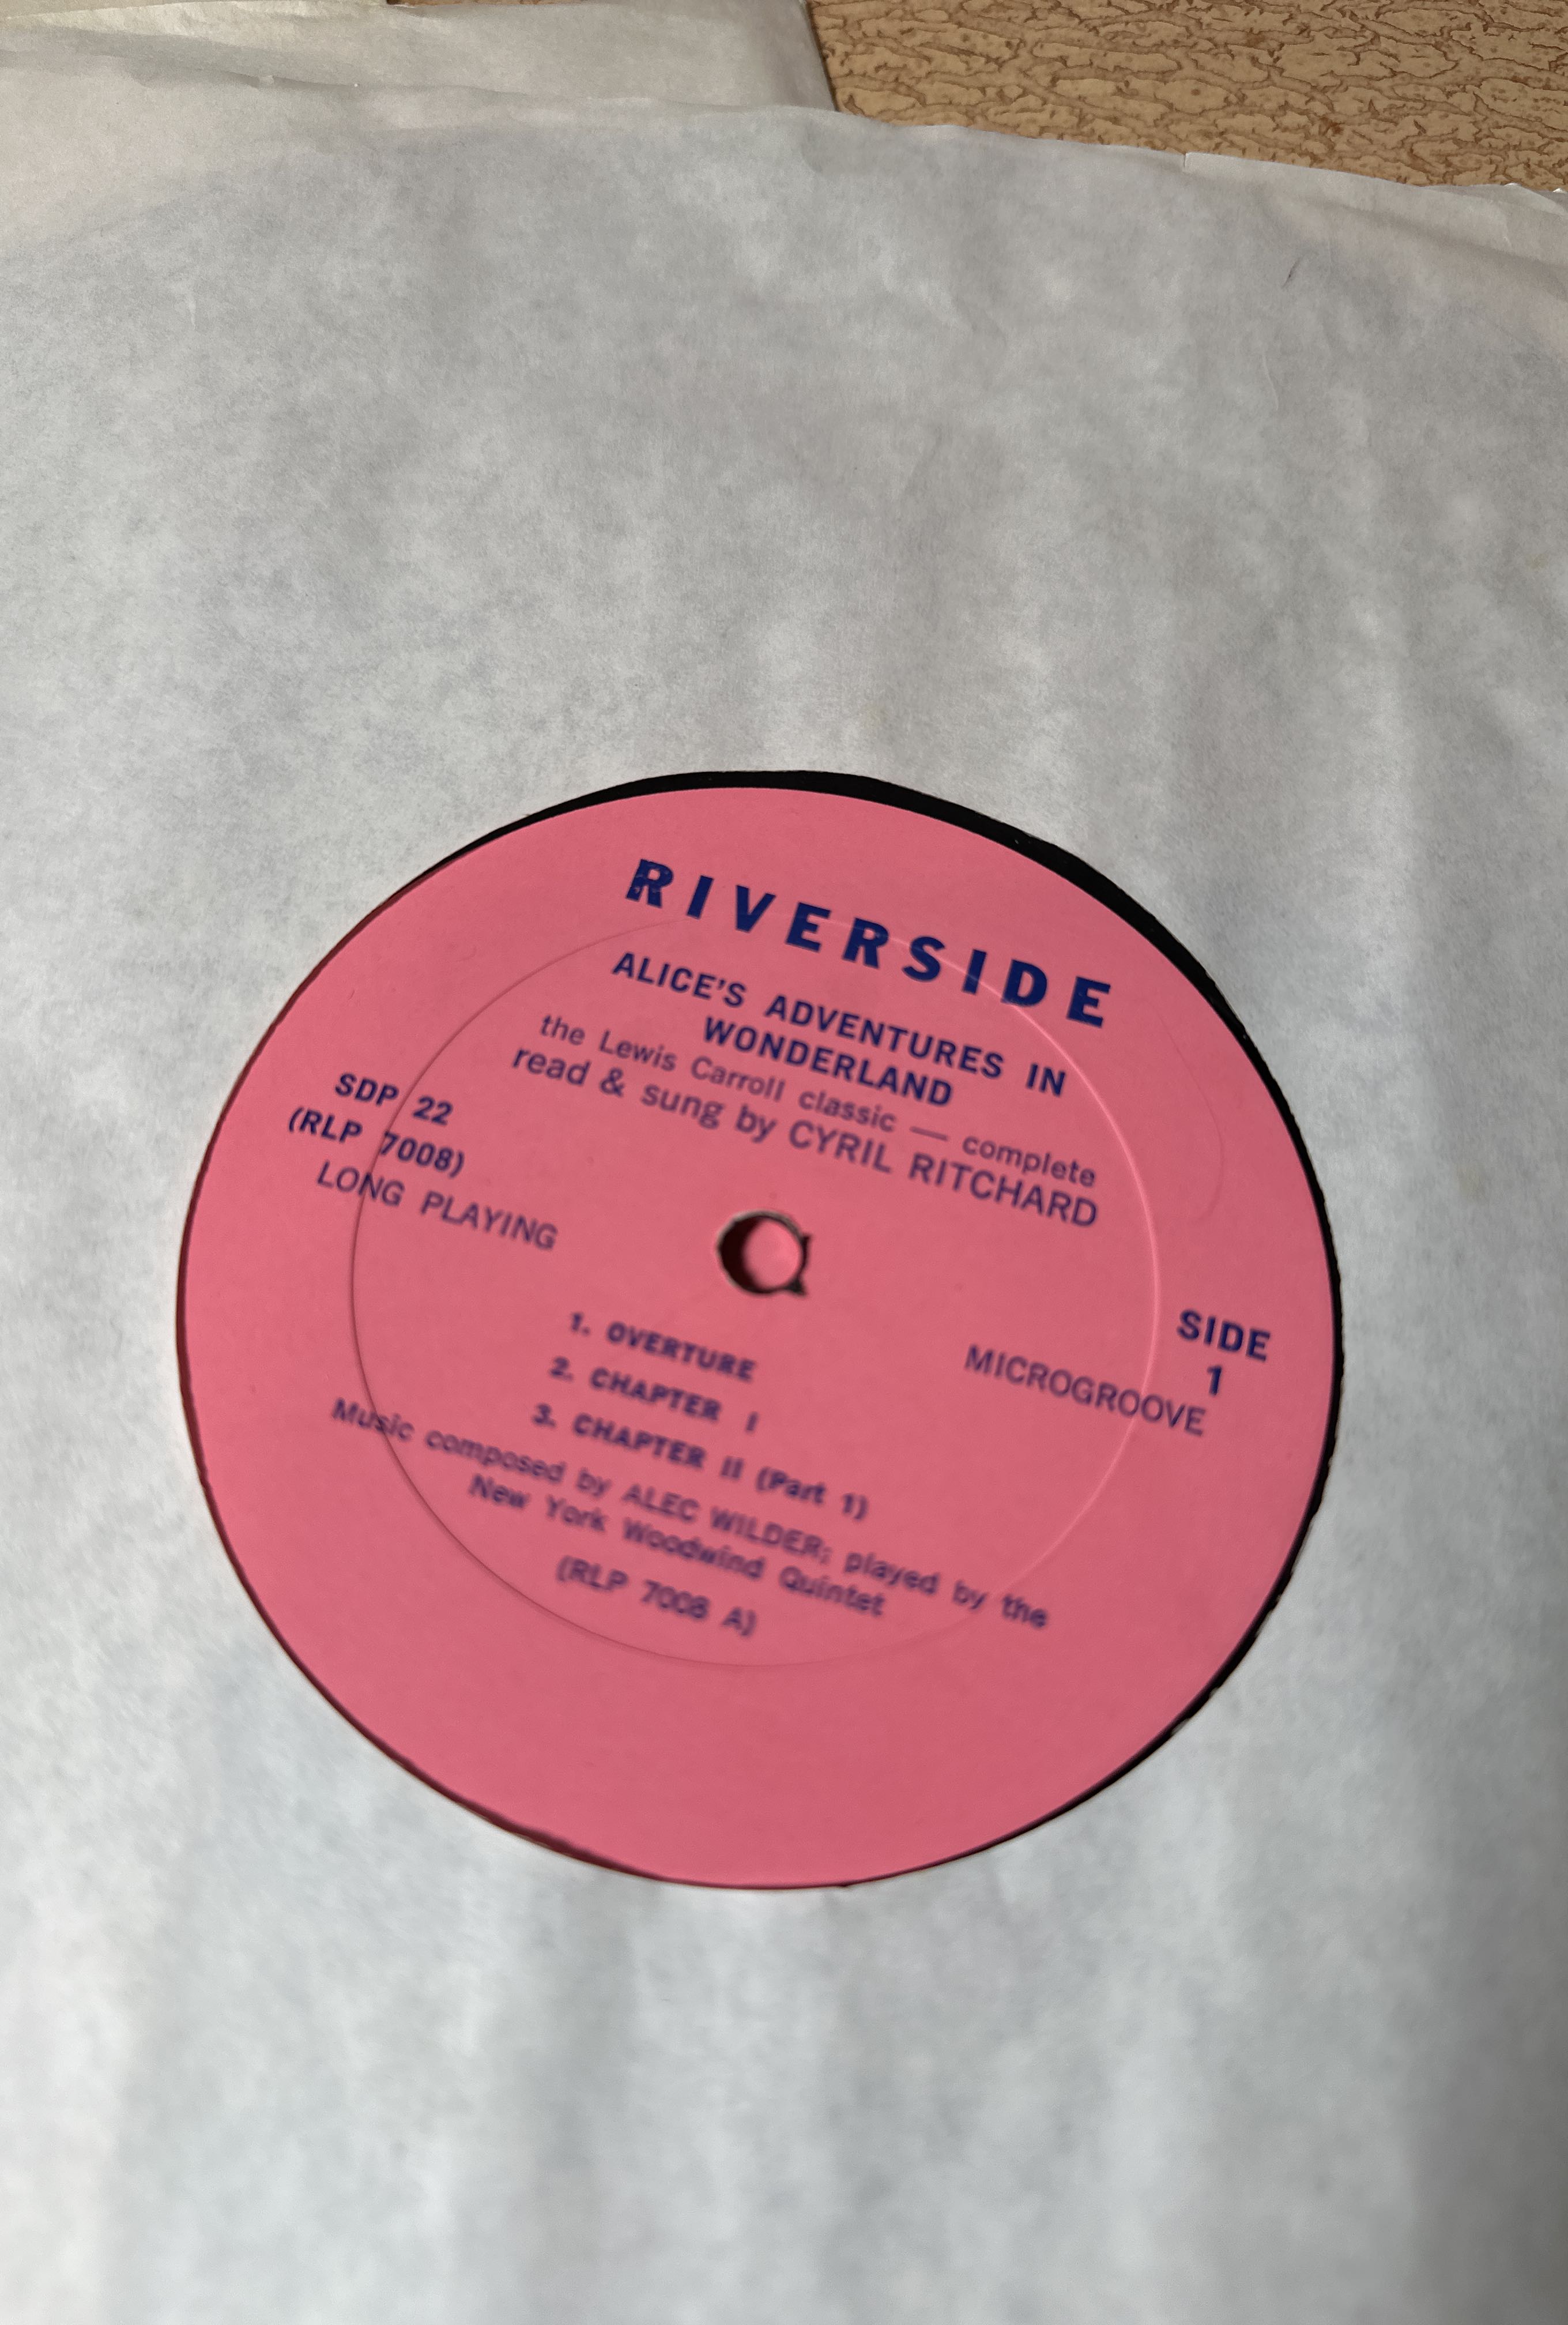 RIVERSIDE
ALICE'S ADVENTURES IN
WONDERLAND
the Lewis Carroll classic — complete
read & sung by CYRIL RITCHARD
SDP 22
(RLP 7008)
LONG PLAYING
SIDE
1
MICROGROOVE
1. OVERTURE
2. CHAPTER I
3. CHAPTER II (Part 1)
Music composed by ALEC WILDER; played by the
New York Woodwind Quintet
(RLP 7008 A)